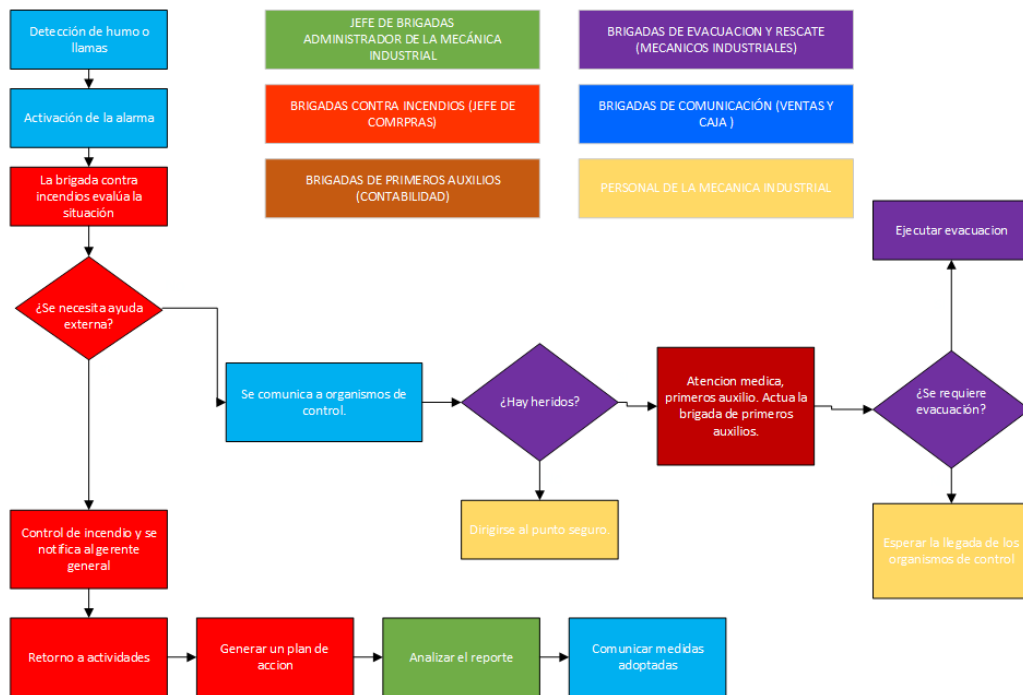 Detección de humo o
llamas
Activación de la alarma
La brigada contra
incendios evalúa la
situación
¿Se necesita ayuda
externa?
JEFE DE BRIGADAS
ADMINISTRADOR DE LA MECÁNICA
INDUSTRIAL
BRIGADAS DE EVACUACION Y RESCATE
(MECANICOS INDUSTRIALES)
BRIGADAS CONTRA INCENDIOS (JEFE DE
COMRPRAS)
BRIGADAS DE COMUNICACIÓN (VENTAS Y
CAJA )
BRIGADAS DE PRIMEROS AUXILIOS
(CONTABILIDAD)
PERSONAL DE LA MECANICA INDUSTRIAL
Ejecutar evacuacion
Se comunica a organismos de
control.
¿Hay heridos?
Atencion medica,
primeros auxilio. Actua la
brigada de primeros
auxilios.
¿Se requiere
evacuación?
Dirigirse al punto seguro.
Esperar la llegada de los
organismos de control
Control de incendio y se
notifica al gerente
general
Retorno a actividades
Generar un plan de
accion
Analizar el reporte
Comunicar medidas
adoptadas